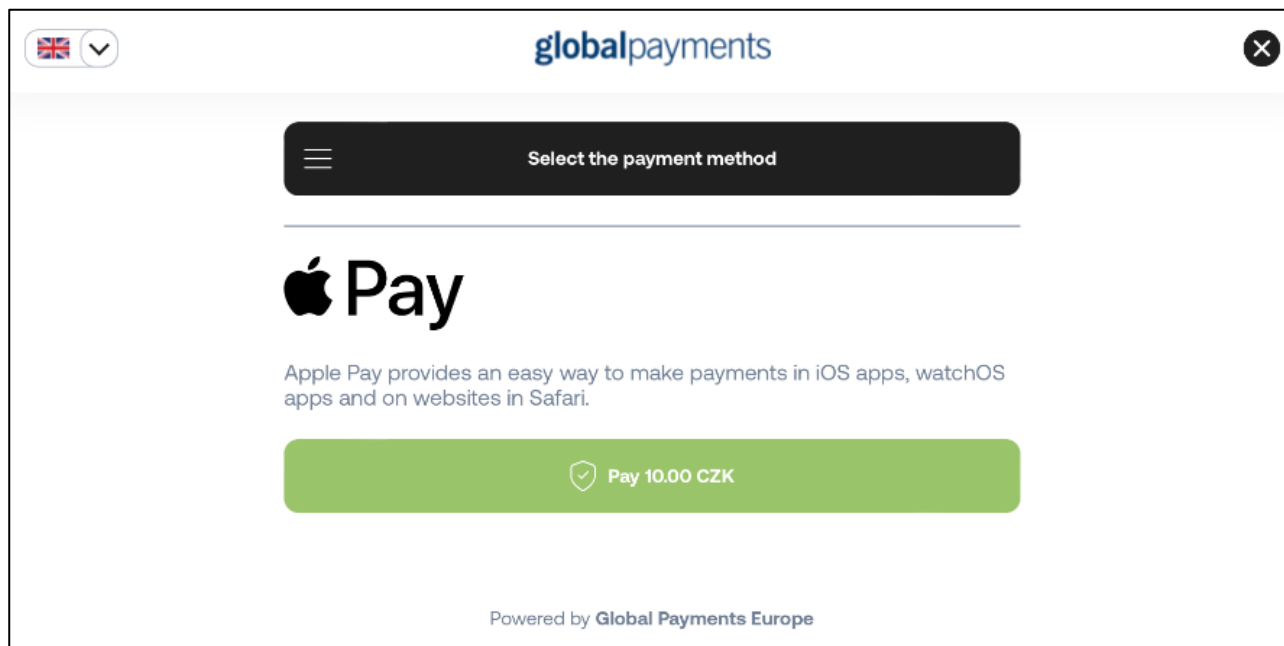 globalpayments
Select the payment method
Pay
Apple Pay provides an easy way to make payments in iOS apps, watchOS
apps and on websites in Safari.
Pay 10.00 CZK
Powered by Global Payments Europe